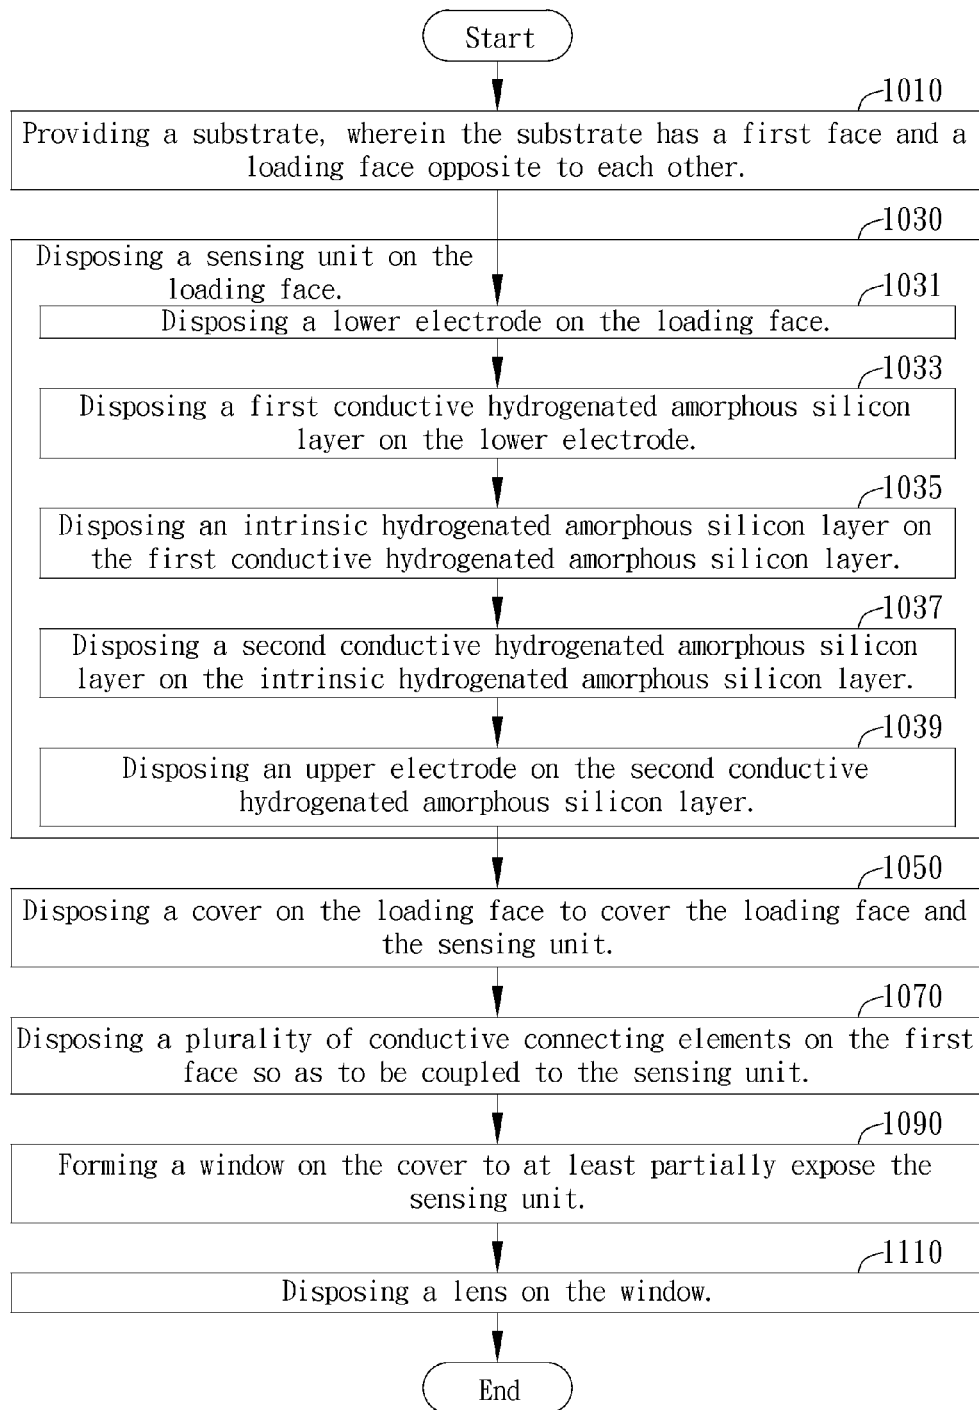 Start
1010
Providing a substrate, wherein the substrate has a first face and a
loading face opposite to each other.
1030
Disposing a sensing unit on the
loading face.
1031
Disposing a lower electrode on the loading face.
1033
Disposing a first conductive hydrogenated amorphous silicon
layer on the lower electrode.
1035
Disposing an intrinsic hydrogenated amorphous silicon layer on
the first conductive hydrogenated amorphous silicon layer.
1037
Disposing a second conductive hydrogenated amorphous silicon
layer on the intrinsic hydrogenated amorphous silicon layer.
1039
Disposing an upper electrode on the second conductive
hydrogenated amorphous silicon layer.
1050
Disposing a cover on the loading face to cover the loading face and
the sensing unit.
1070
Disposing a plurality of conductive connecting elements on the first
face so as to be coupled to the sensing unit.
1090
Forming a window on the cover to at least partially expose the
sensing unit.
1110
Disposing a lens on the window.
End